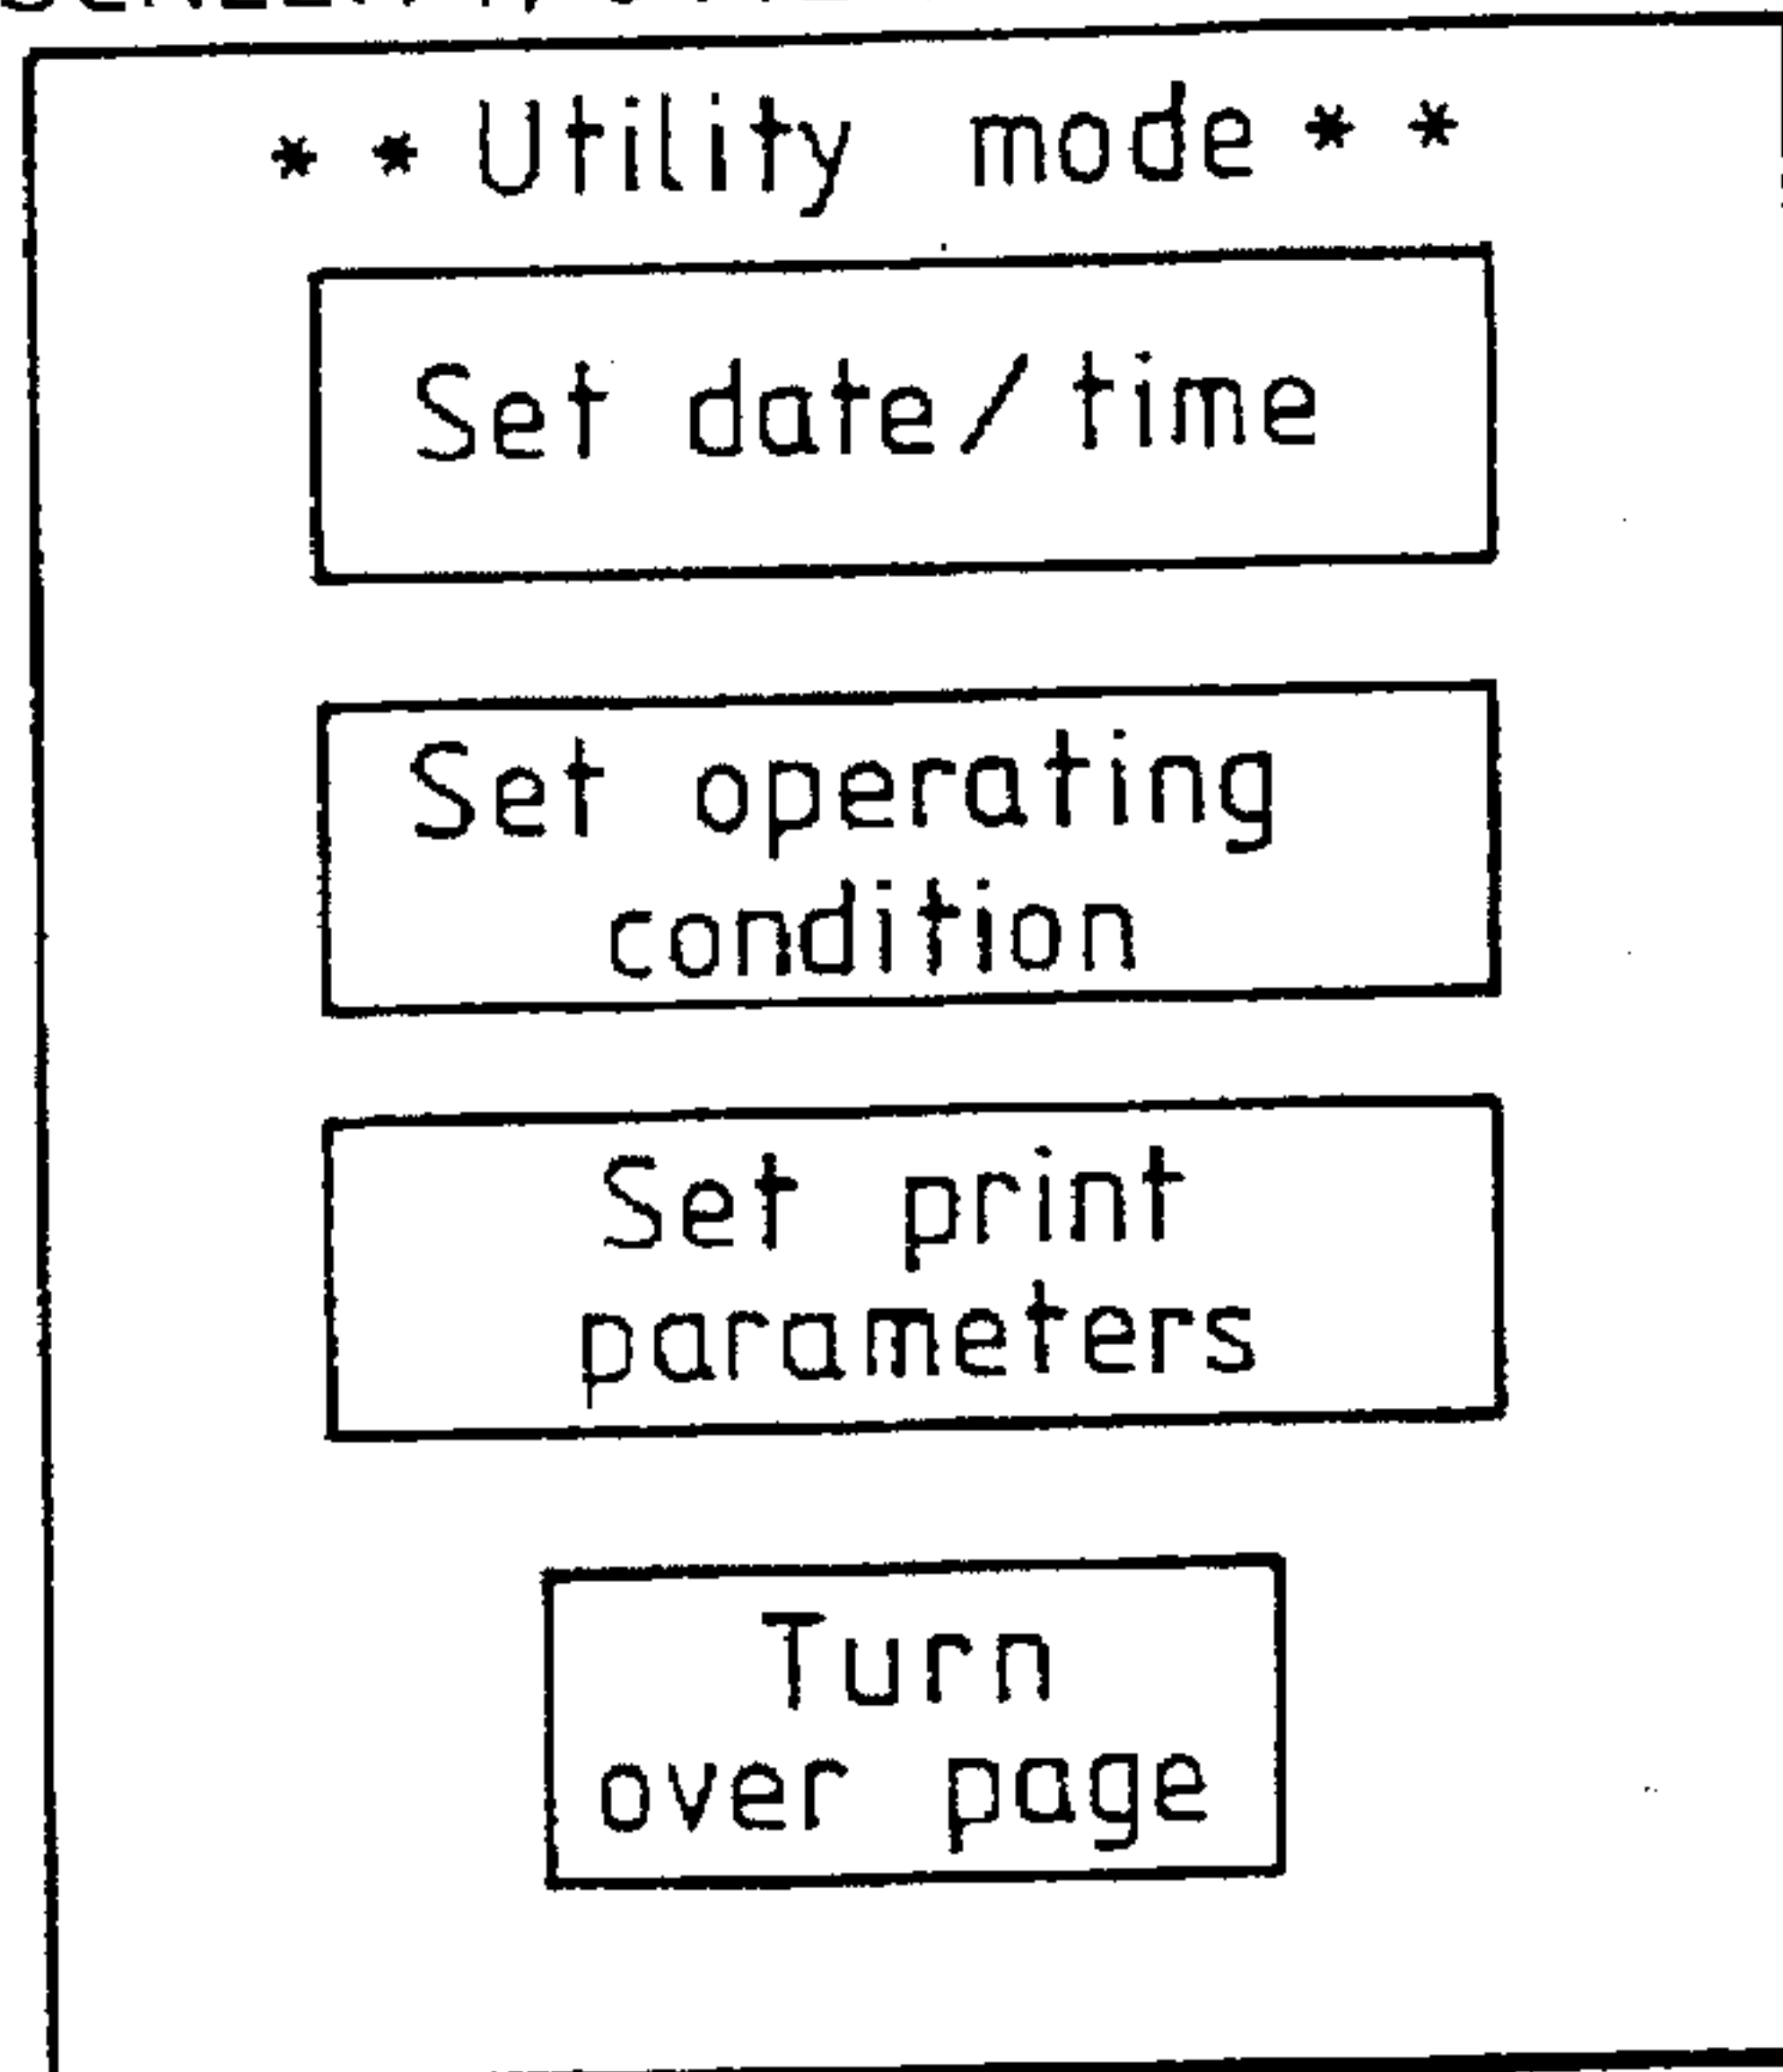 * * Utility mode * *
Set date/time
Set operating
condition
Set print
parameters
Turn
over page